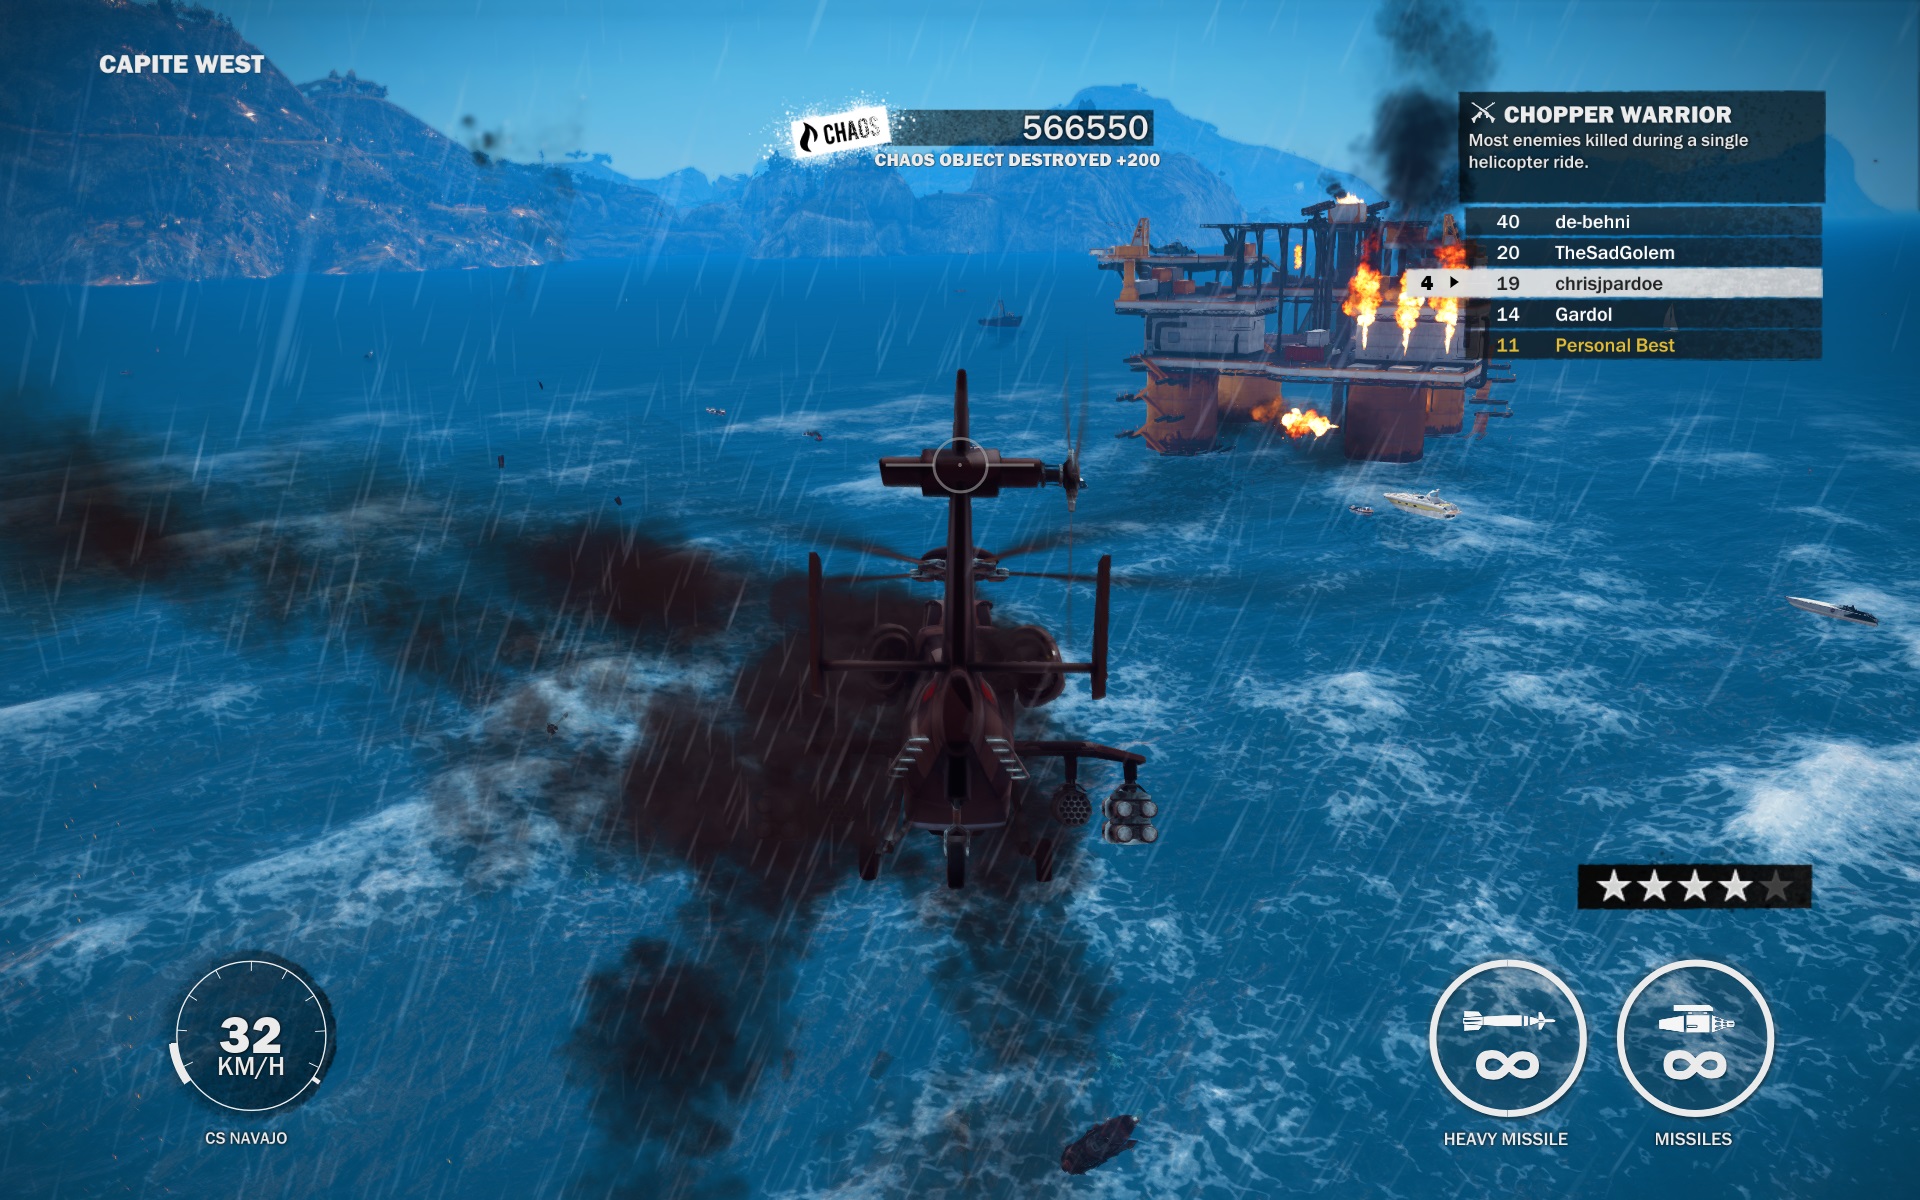 CAPITE WEST
CHAOS 566550
CHAOS OBJECT DESTROYED +200
CHOPPER WARRIOR
Most enemies killed during a single
helicopter ride.
40 de-behni
20 TheSadGolem
4 19 chrisjpardoe
14 Gardol
11 Personal Best
32
KM/H
CS NAVAJO
∞ ∞
HEAVY MISSILE MISSILES